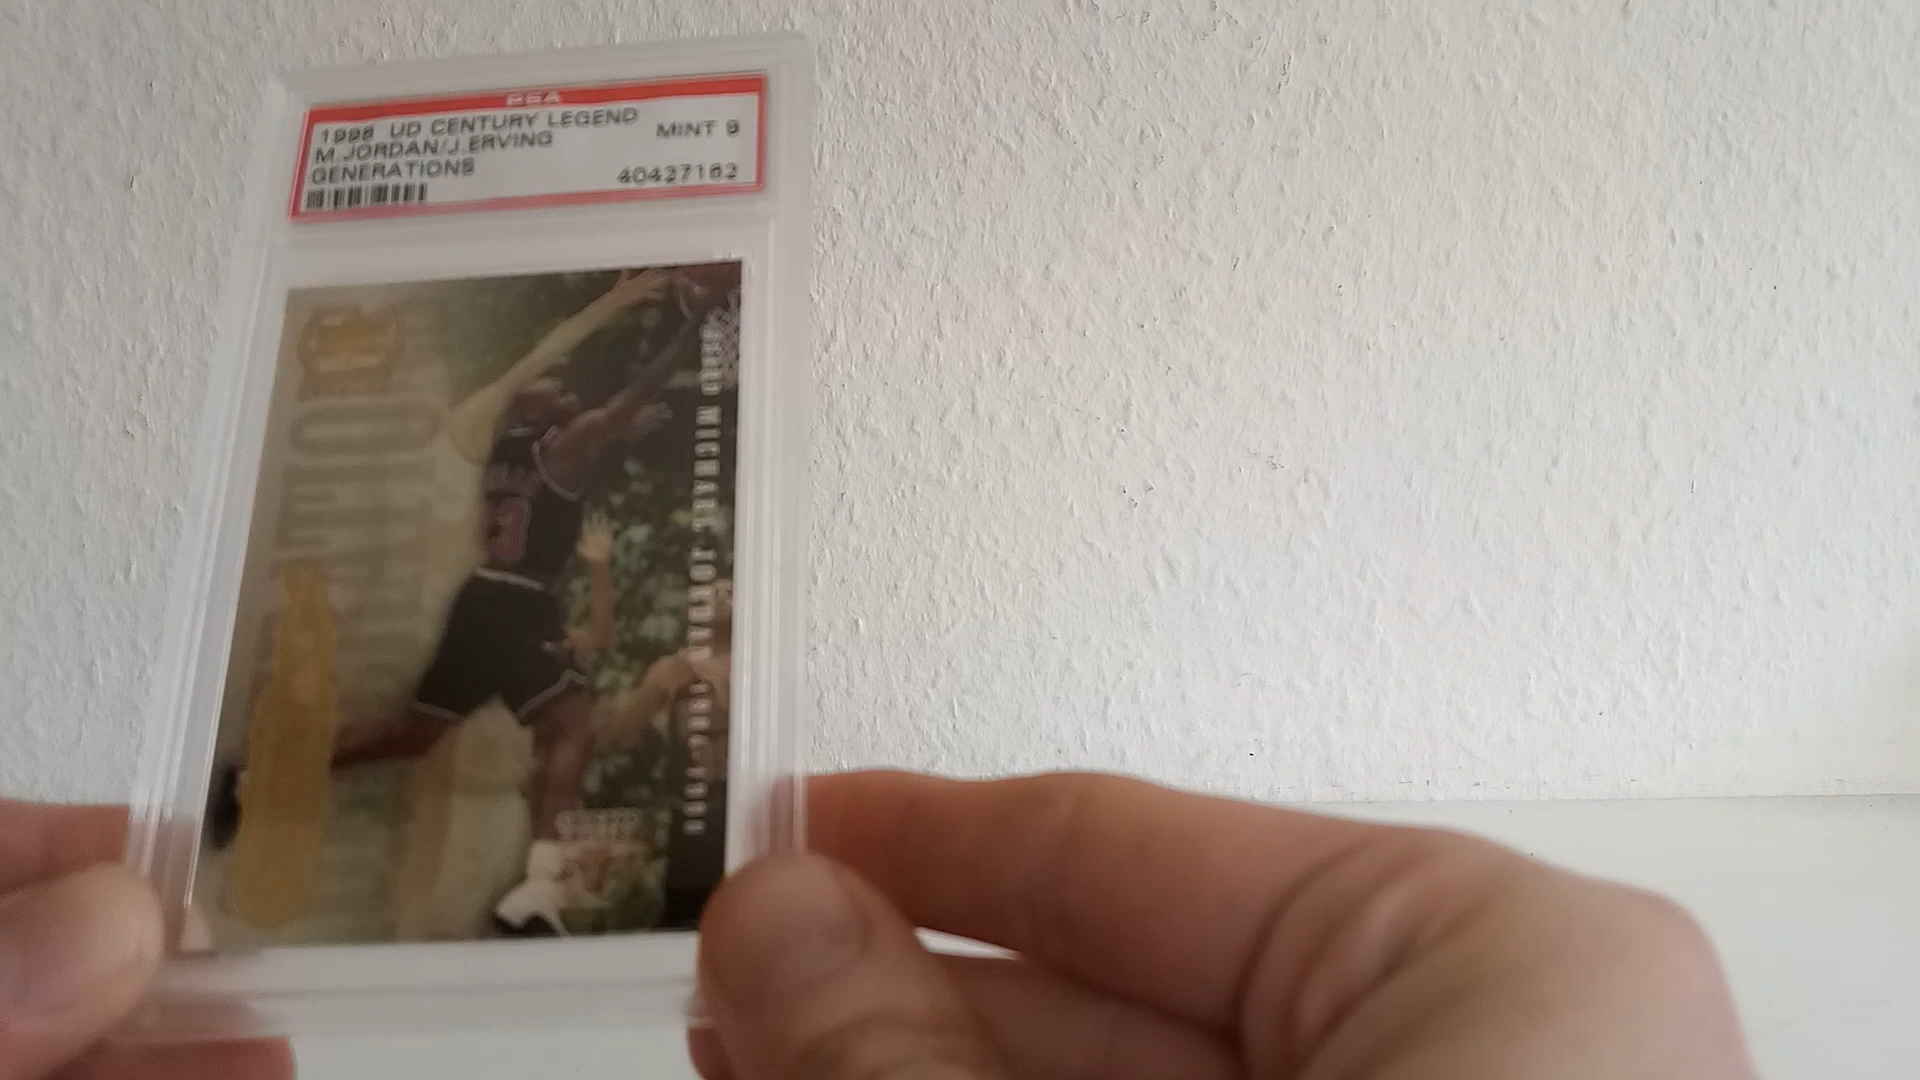 PSA
1998 UD CENTURY LEGEND
M.JORDAN/J.ERVING
MINT 9
GENERATIONS
40427162
MICHAEL JORDAN